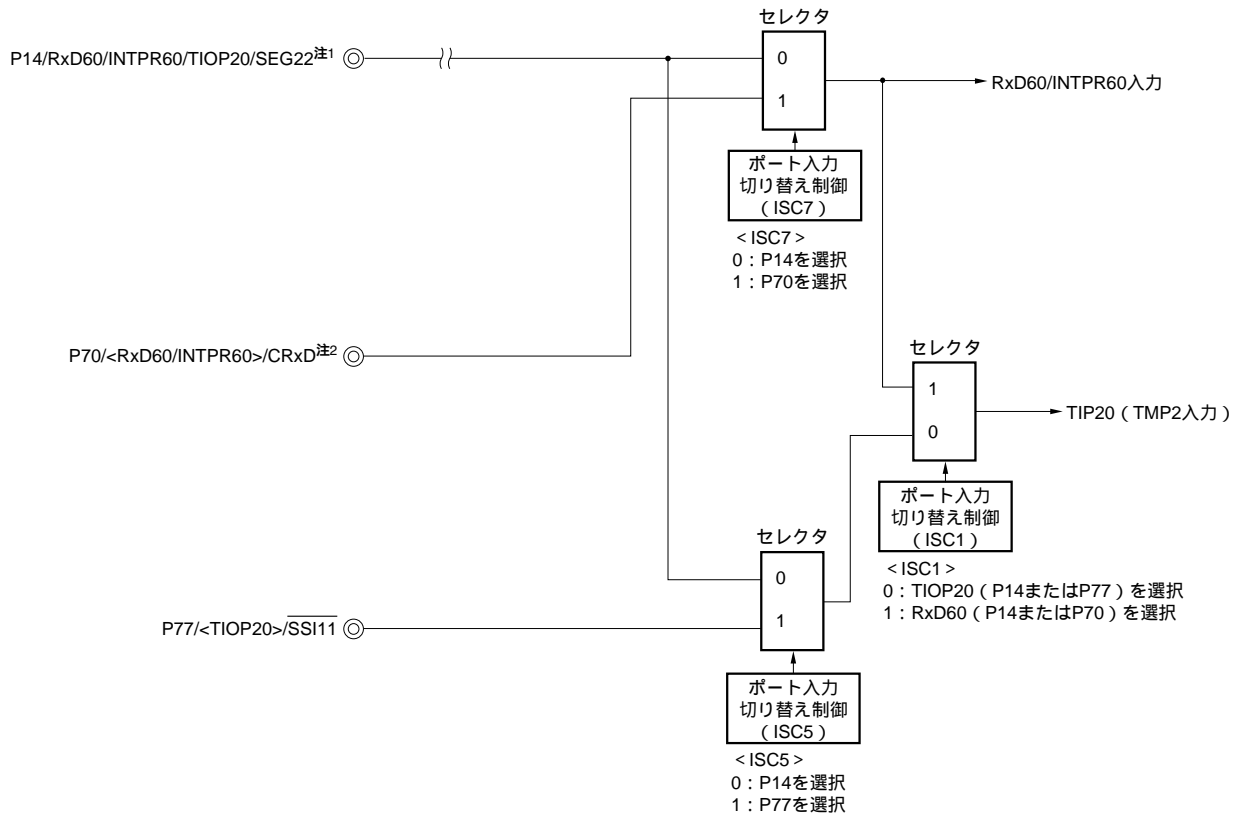 セレクタ
P14/RxD60/INTPR60/TIOP20/SEG22注1
0
1
RxD60/INTPR60入力
ポート入力
切り替え制御
（ISC7）
＜ISC7＞
0：P14を選択
1：P70を選択
P70/<RxD60/INTPR60>/CRxD注2
セレクタ
1
0
TIP20（TMP2入力）
ポート入力
切り替え制御
（ISC1）
＜ISC1＞
0：TIOP20（P14またはP77）を選択
1：RxD60（P14またはP70）を選択
セレクタ
0
1
P77/<TIOP20>/SSI11
ポート入力
切り替え制御
（ISC5）
＜ISC5＞
0：P14を選択
1：P77を選択